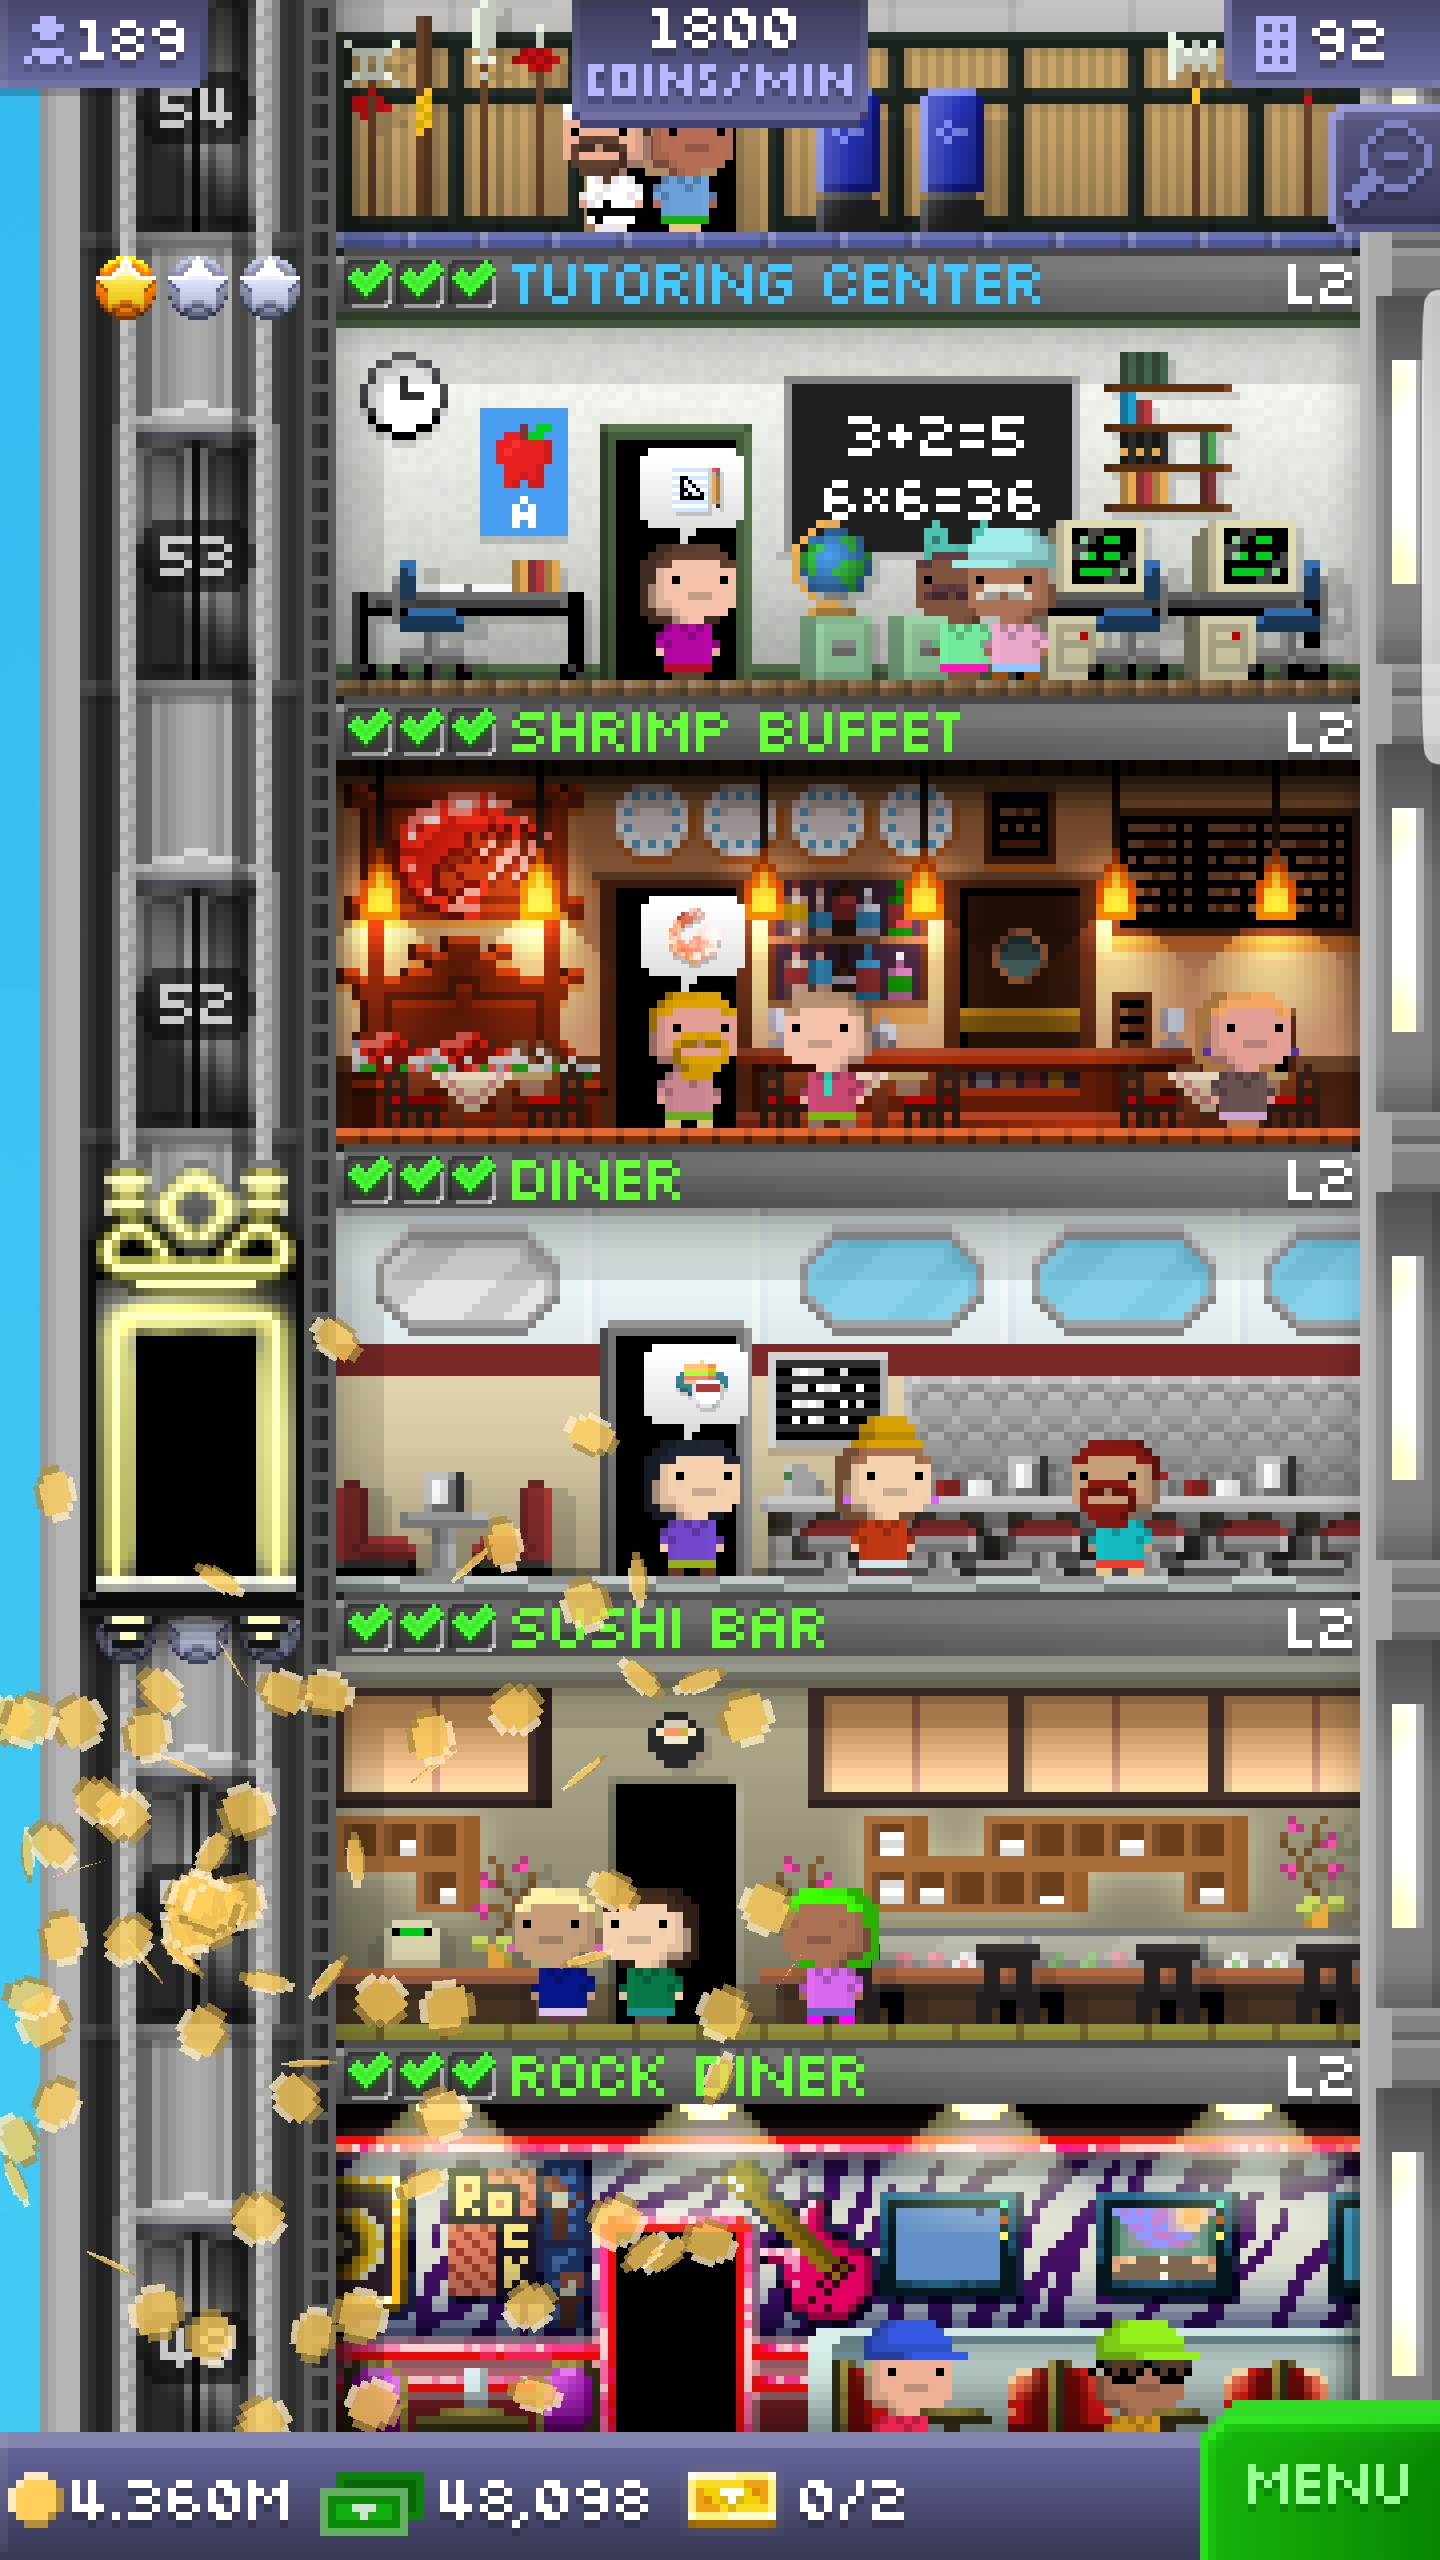 189
1800
COINS/MIN
92
54
TUTORING CENTER L2
3+2=5
6×6=36
A
53
SHRIMP BUFFET L2
52
DINER L2
SUSHI BAR L2
ROCK DINER L2
4.360M 48,098 0/2
MENU